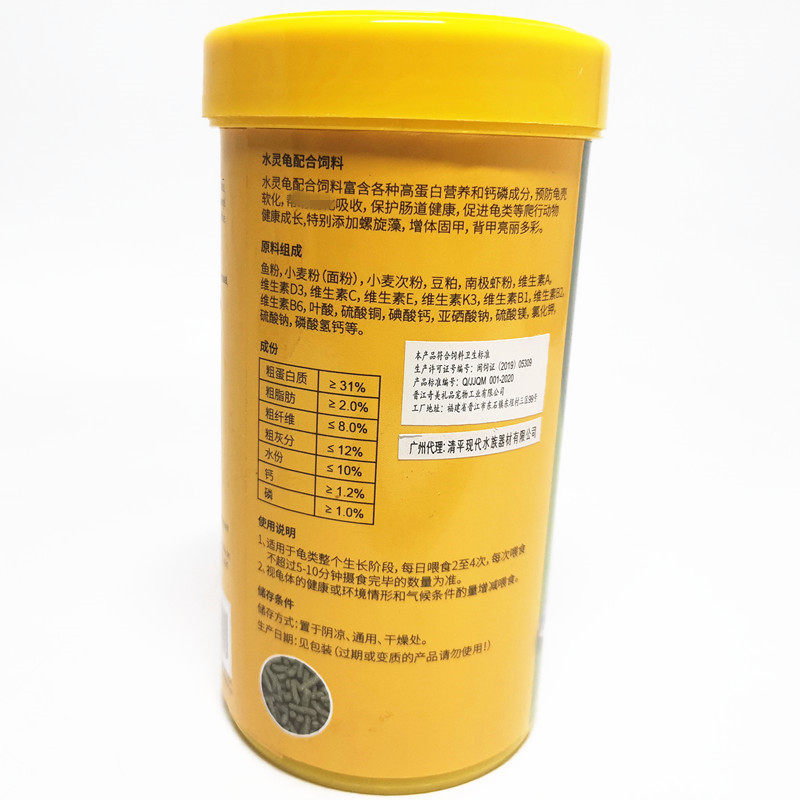 水灵龟配合饲料
水灵龟配合饲料富含各种高蛋白营养和钙磷成分,预防龟壳
软化,吸收,保护肠道健康,促进龟类等爬行动物
健康成长,特别添加螺旋藻,增体固甲,背甲亮丽多彩。
原料组成
鱼粉,小麦粉(面粉),小麦次粉,豆粕,南极虾粉,维生素A,
维生素D3,维生素C,维生素E,维生素K3,维生素B1,维生素B2,
维生素B6,叶酸,硫酸铜,碘酸钙,亚硒酸钠,硫酸镁,氯化钾,
硫酸钠,磷酸氢钙等。
成份
粗蛋白质 ≥31%
粗脂肪 ≥2.0%
粗纤维 ≤8.0%
粗灰分 ≤12%
水份 ≤10%
钙 ≥1.2%
磷 ≥1.0%
本产品符合饲料卫生标准
生产许可证号编号:闽饲证(2019)05309
产品标准编号:Q/JJQM 001-2020
晋江奇美礼品宠物工业有限公司
工厂地址:福建省晋江市东石镇东埕村三区99号
广州代理:清平现代水族器材有限公司
使用说明
1、适用于龟类整个生长阶段,每日喂食2至4次,每次喂食
不超过5-10分钟摄食完毕的数量为准。
2、视龟体的健康或环境情形和气候条件酌量增减喂食。
储存条件
储存方式:置于阴凉、通用、干燥处。
生产日期:见包装(过期或变质的产品请勿使用!)